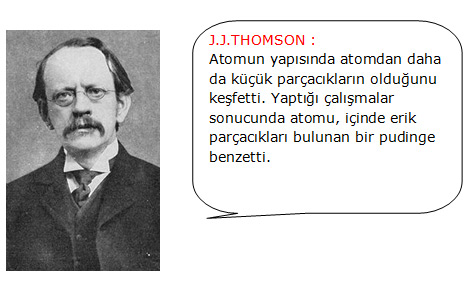 J.J.THOMSON :
Atomun yapısında atomdan daha
da küçük parçacıkların olduğunu
keşfetti. Yaptığı çalışmalar
sonucunda atomu, içinde erik
parçacıkları bulunan bir pudinge
benzetti.